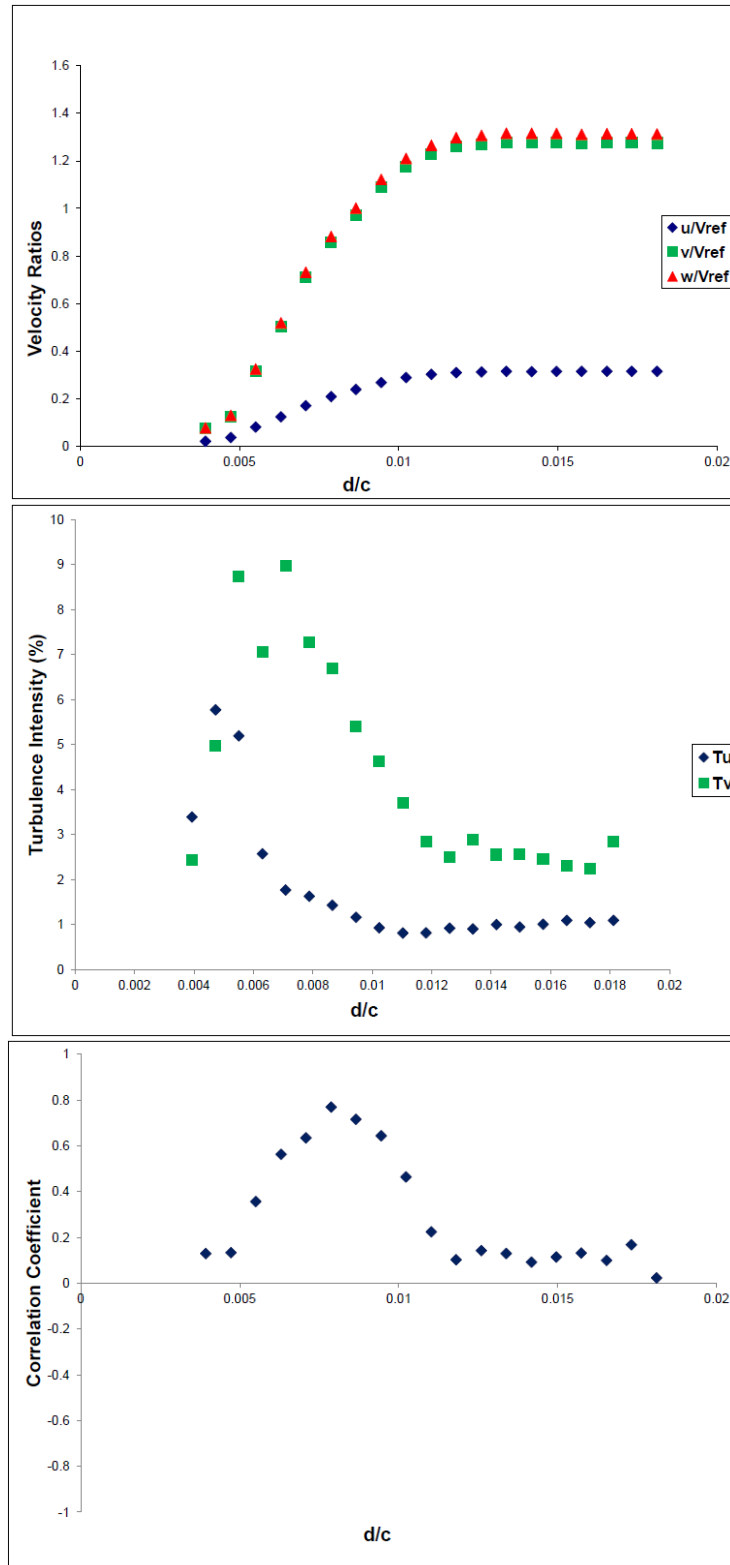 1.6
1.4
1.2
1
0.8
0.6
0.4
0.2
0
Velocity Ratios
0 0.005 0.01 0.015 0.02
d/c
u/Vref
v/Vref
w/Vref
10
9
8
7
6
5
4
3
2
1
0
Turbulence Intensity (%)
0 0.002 0.004 0.006 0.008 0.01 0.012 0.014 0.016 0.018 0.02
d/c
Tu
Tv
1
0.8
0.6
0.4
0.2
0
-0.2
-0.4
-0.6
-0.8
-1
Correlation Coefficient
0 0.005 0.01 0.015 0.02
d/c